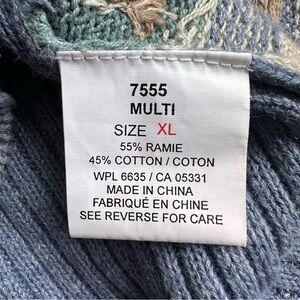 7555
MULTI
SIZE XL
55% RAMIE
45% COTTON / COTON
WPL 6635 / CA 05331
MADE IN CHINA
FABRIQUÉ EN CHINE
SEE REVERSE FOR CARE